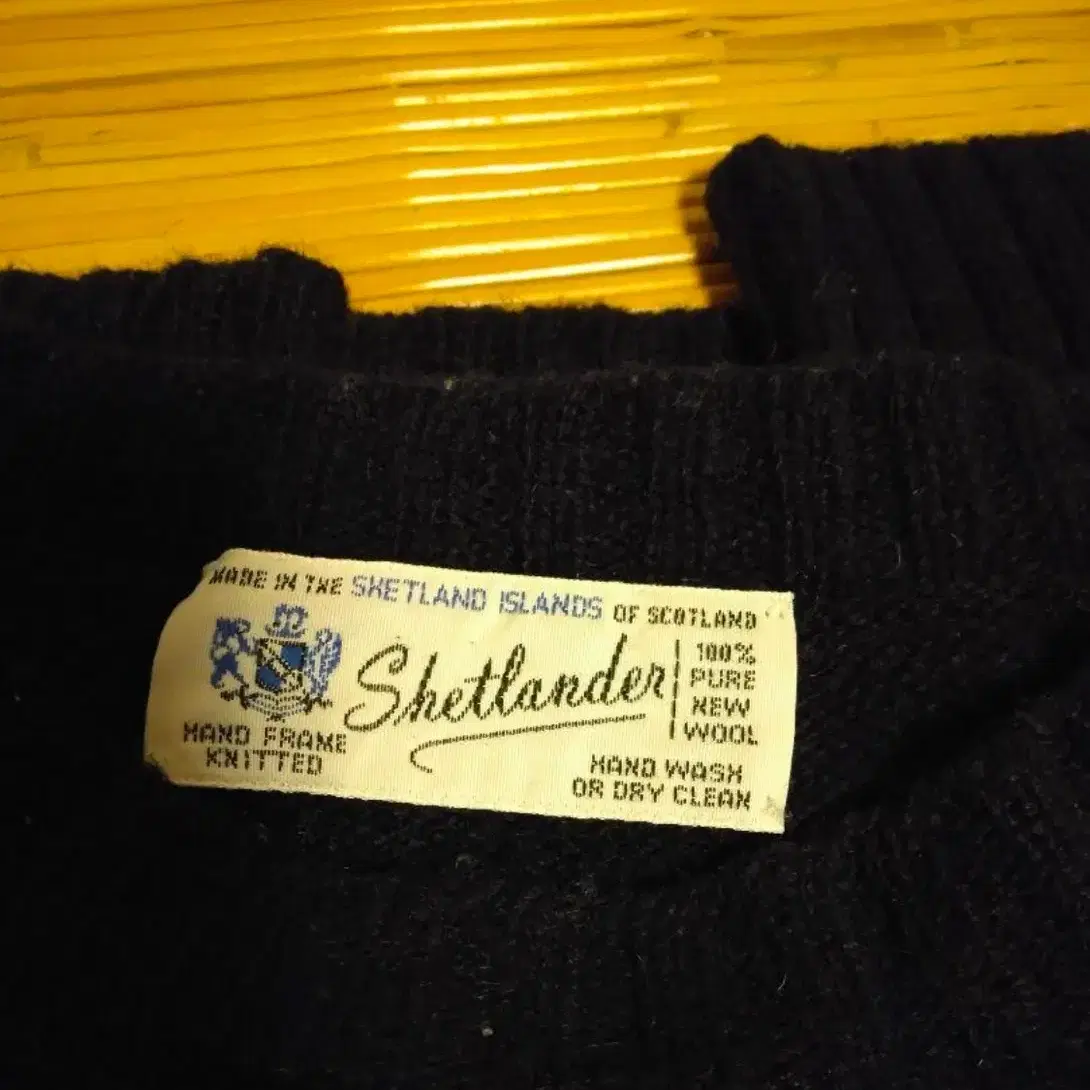 MADE IN THE SHETLAND ISLANDS OF SCOTLAND
Shetlander
100%
PURE
NEW
WOOL
HAND FRAME
KNITTED
HAND WASH
OR DRY CLEAN